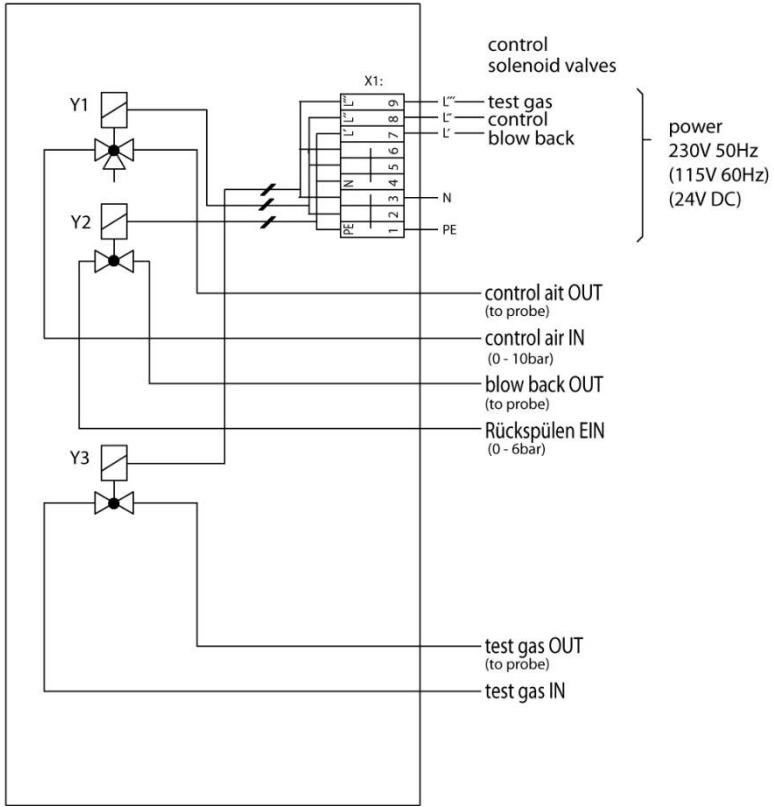 control
solenoid valves
X1:
Y1
L''' 9 L''' test gas
L'' 8 L'' control
L' 7 L' blow back
6
5
N 4
3 N
2
PE 1 PE
power
230V 50Hz
(115V 60Hz)
(24V DC)
Y2
control ait OUT
(to probe)
control air IN
(0 - 10bar)
blow back OUT
(to probe)
Rückspülen EIN
(0 - 6bar)
Y3
test gas OUT
(to probe)
test gas IN